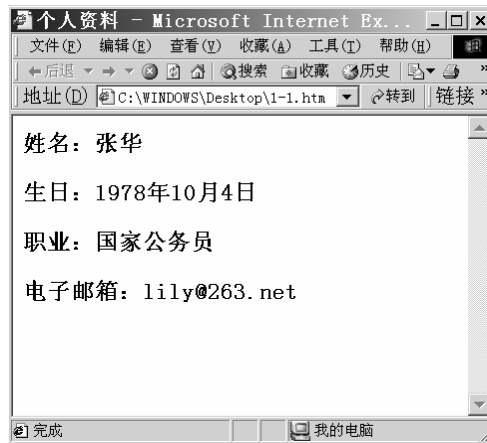 个人资料 - Microsoft Internet Ex...
文件(F) 编辑(E) 查看(V) 收藏(A) 工具(T) 帮助(H)
后退 搜索 收藏 历史 »
地址(D) C:\WINDOWS\Desktop\1-1.htm 转到 链接 »
姓名：张华
生日：1978年10月4日
职业：国家公务员
电子邮箱：lily@263.net
完成 我的电脑